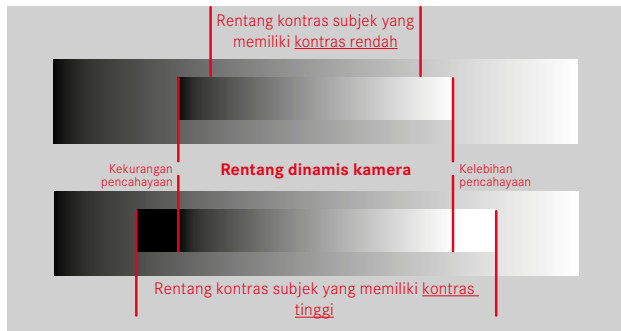 Rentang kontras subjek yang
memiliki kontras rendah
Kekurangan
pencahayaan
Rentang dinamis kamera
Kelebihan
pencahayaan
Rentang kontras subjek yang memiliki kontras
tinggi